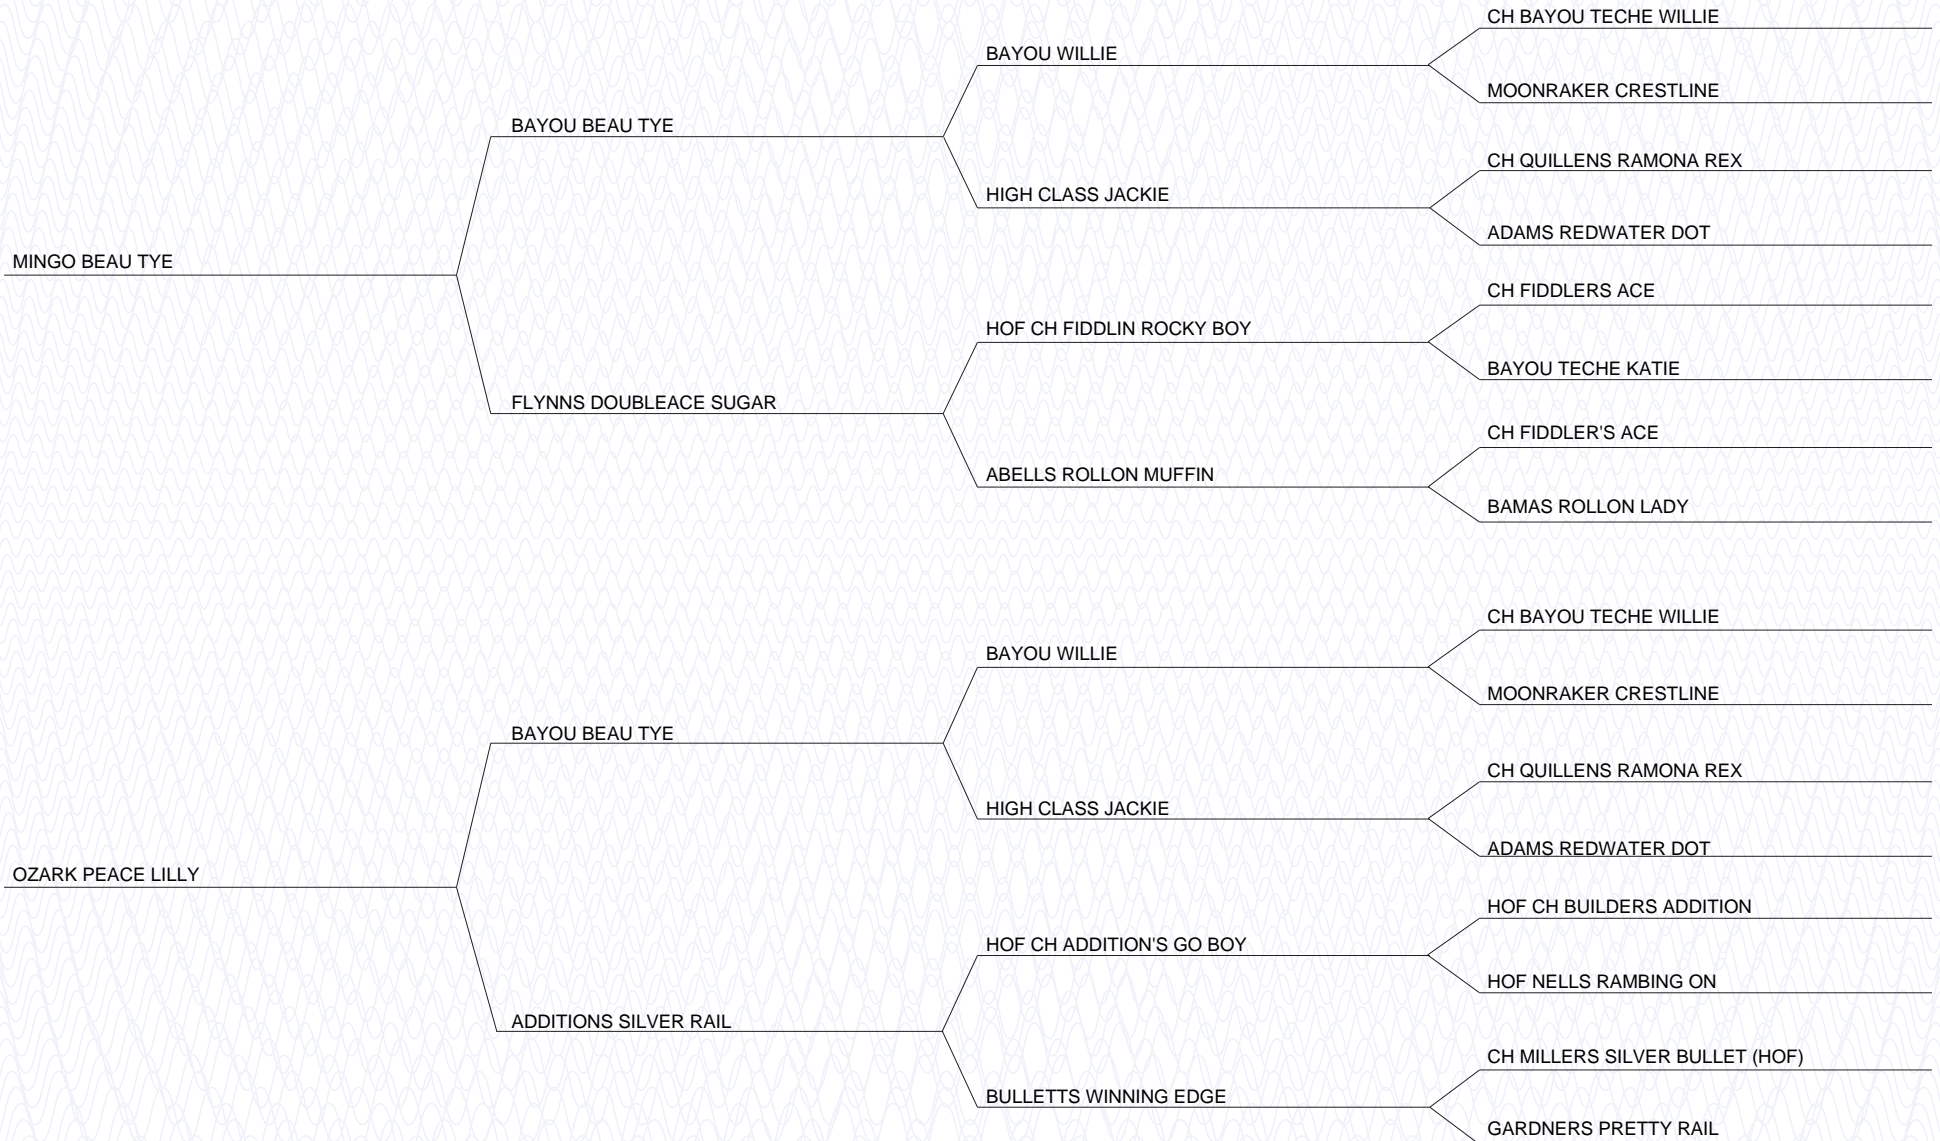 CH BAYOU TECHE WILLIE
BAYOU WILLIE
MOONRAKER CRESTLINE
BAYOU BEAU TYE
CH QUILLENS RAMONA REX
HIGH CLASS JACKIE
ADAMS REDWATER DOT
MINGO BEAU TYE
CH FIDDLERS ACE
HOF CH FIDDLIN ROCKY BOY
BAYOU TECHE KATIE
FLYNNS DOUBLEACE SUGAR
CH FIDDLER'S ACE
ABELLS ROLLON MUFFIN
BAMAS ROLLON LADY
CH BAYOU TECHE WILLIE
BAYOU WILLIE
MOONRAKER CRESTLINE
BAYOU BEAU TYE
CH QUILLENS RAMONA REX
HIGH CLASS JACKIE
ADAMS REDWATER DOT
OZARK PEACE LILLY
HOF CH BUILDERS ADDITION
HOF CH ADDITION'S GO BOY
HOF NELLS RAMBING ON
ADDITIONS SILVER RAIL
CH MILLERS SILVER BULLET (HOF)
BULLETTS WINNING EDGE
GARDNERS PRETTY RAIL